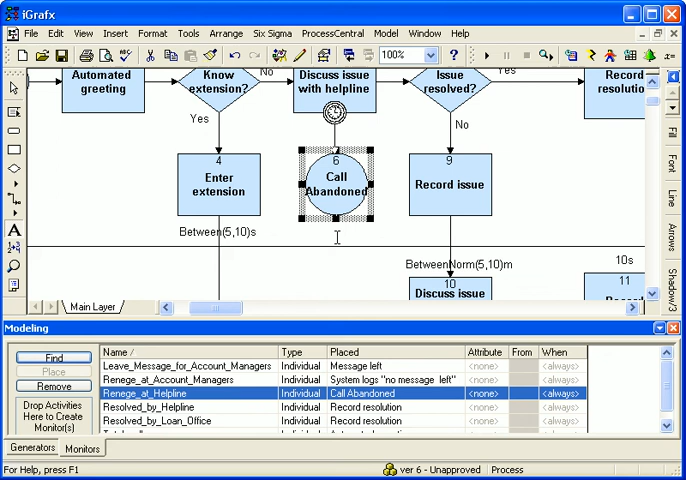 iGrafx
File Edit View Insert Format Tools Arrange Six Sigma ProcessCentral Model Window Help
100%
Automated
greeting
Know
extension?
No
Discuss issue
with helpline
Issue
resolved?
Yes
Record
resolutio
Yes
No
4
Enter
extension
6
Call
Abandoned
9
Record issue
Between(5,10)s
BetweenNorm(5,10)m
10s
10
Discuss issue
11
Main Layer
Fill
Font
Line
Arrows
Shadow/3
Modeling
Find
Place
Remove
Drop Activities
Here to Create
Monitor(s)
Name / Type Placed Attribute From When
Leave_Message_for_Account_Managers Individual Message left <none> <always>
Renege_at_Account_Managers Individual System logs "no message left" <none> <always>
Renege_at_Helpline Individual Call Abandoned <none> <always>
Resolved_by_Helpline Individual Record resolution <none> <always>
Resolved_by_Loan_Office Individual Record resolution <none> <always>
Generators Monitors
For Help, press F1
ver 6 - Unapproved
Process